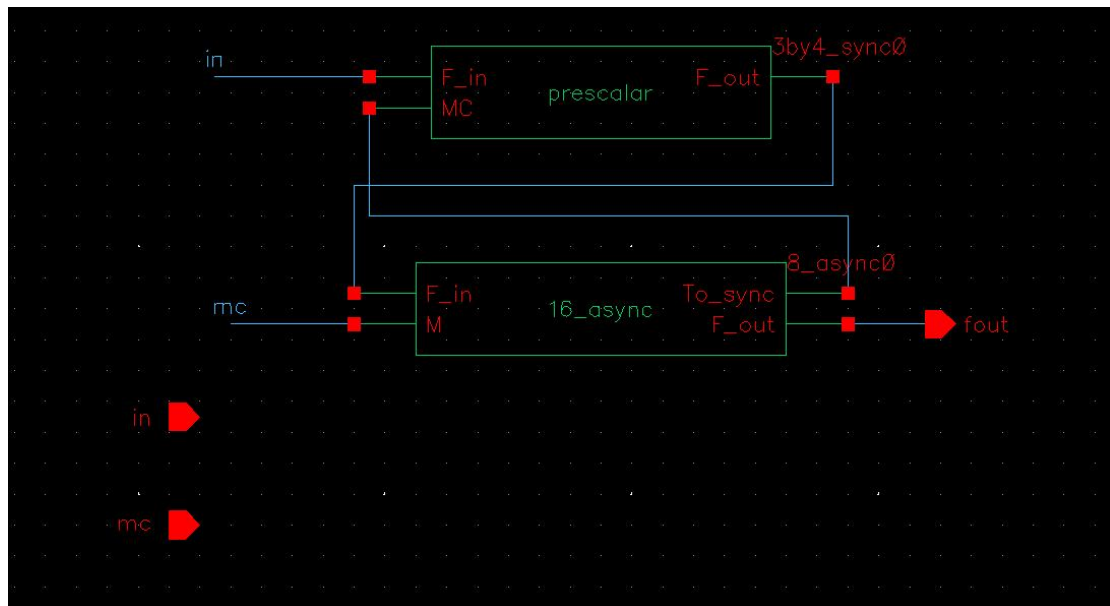 3by4_sync0
in
F_in
F_out
prescalar
MC
8_async0
F_in
To_sync
mc
16_async
M
F_out
fout
in
mc